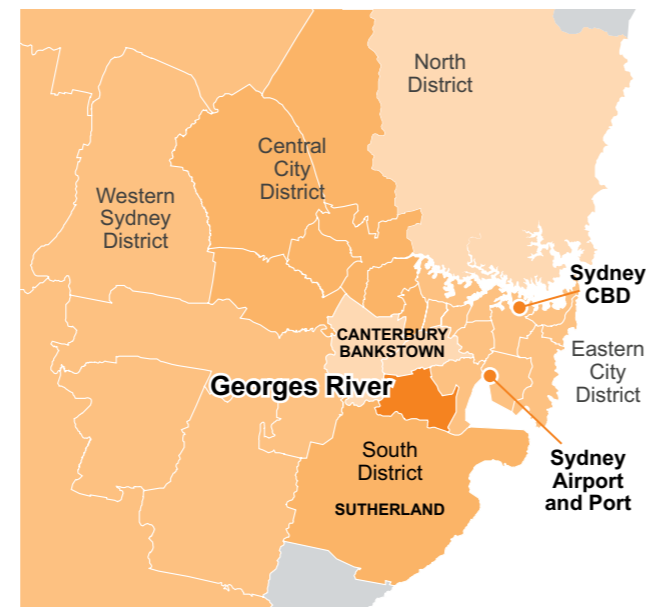 North
District
Central
City
District
Western
Sydney
District
Sydney
CBD
CANTERBURY
BANKSTOWN
Eastern
City
District
Georges River
South
District
Sydney
Airport
and Port
SUTHERLAND